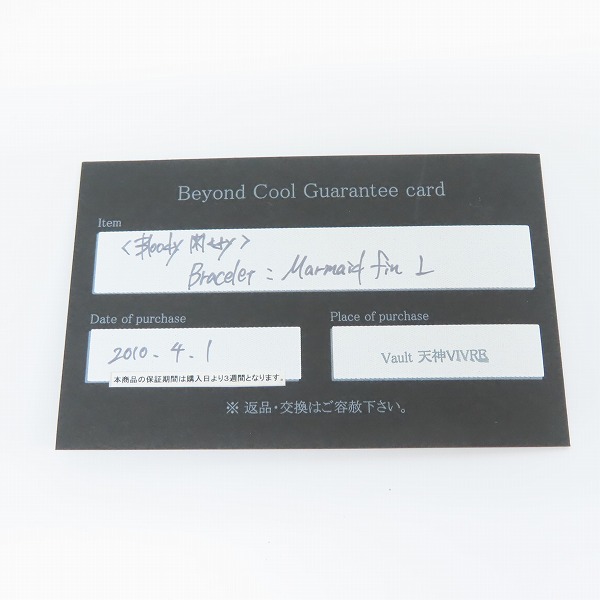 Beyond Cool Guarantee card
Item
<Bloody
Bracelet : Marmaid fin L
Date of purchase
Place of purchase
2010.4.1
Vault 天神VIVRE
本商品の保証期間は購入日より3週間となります。
※ 返品・交換はご容赦下さい。